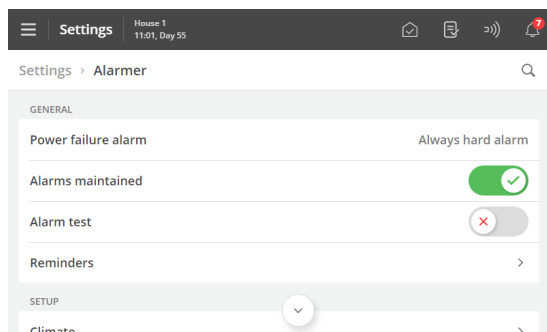 Settings
House 1
11:01, Day 55
7
Settings > Alarmer
GENERAL
Power failure alarm
Always hard alarm
Alarms maintained
Alarm test
Reminders
SETUP
Climate